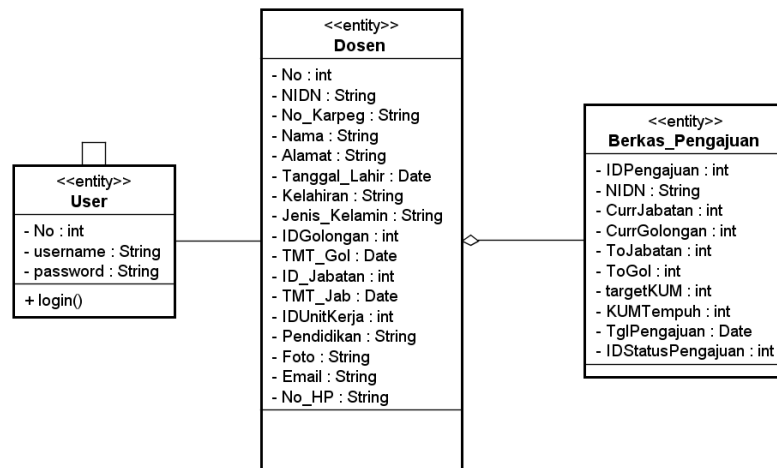 <<entity>>
User
- No : int
- username : String
- password : String
+ login()
<<entity>>
Dosen
- No : int
- NIDN : String
- No_Karpeg : String
- Nama : String
- Alamat : String
- Tanggal_Lahir : Date
- Kelahiran : String
- Jenis_Kelamin : String
- IDGolongan : int
- TMT_Gol : Date
- ID_Jabatan : int
- TMT_Jab : Date
- IDUnitKerja : int
- Pendidikan : String
- Foto : String
- Email : String
- No_HP : String
<<entity>>
Berkas_Pengajuan
- IDPengajuan : int
- NIDN : String
- CurrJabatan : int
- CurrGolongan : int
- ToJabatan : int
- ToGol : int
- targetKUM : int
- KUMTempuh : int
- TglPengajuan : Date
- IDStatusPengajuan : int